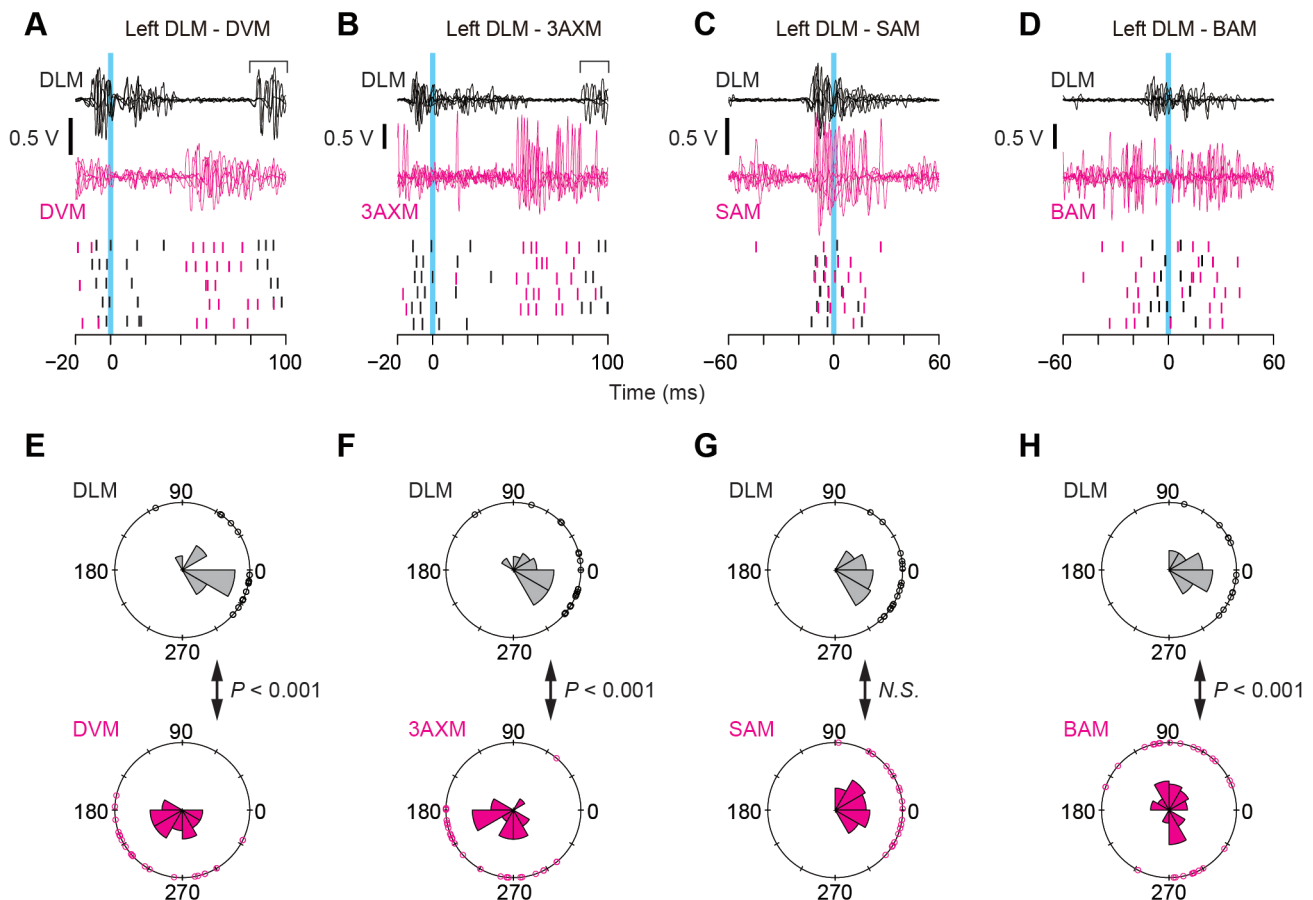 A Left DLM - DVM
B Left DLM - 3AXM
C Left DLM - SAM
D Left DLM - BAM
DLM
DLM
DLM
DLM
0.5 V
0.5 V
0.5 V
0.5 V
DVM
3AXM
SAM
BAM
−20 0 100
−20 0 100
−60 0 60
−60 0 60
Time (ms)
E
F
G
H
DLM 90
DLM 90
DLM 90
DLM 90
180 0
180 0
180 0
180 0
270
270
270
270
P < 0.001
P < 0.001
N.S.
P < 0.001
DVM 90
3AXM 90
SAM 90
BAM 90
180 0
180 0
180 0
180 0
270
270
270
270